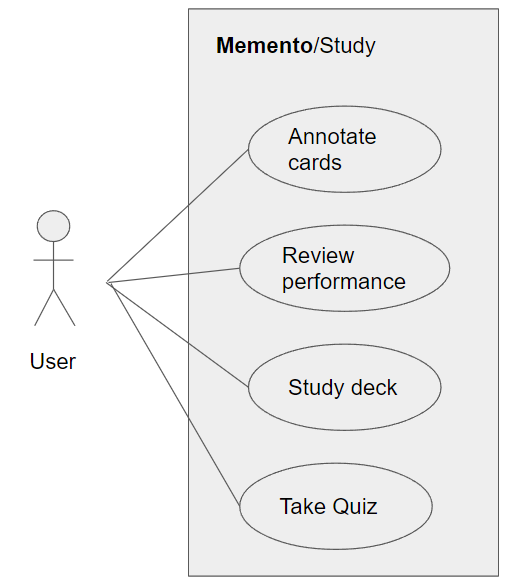 Memento/Study
Annotate
cards
Review
performance
User
Study deck
Take Quiz